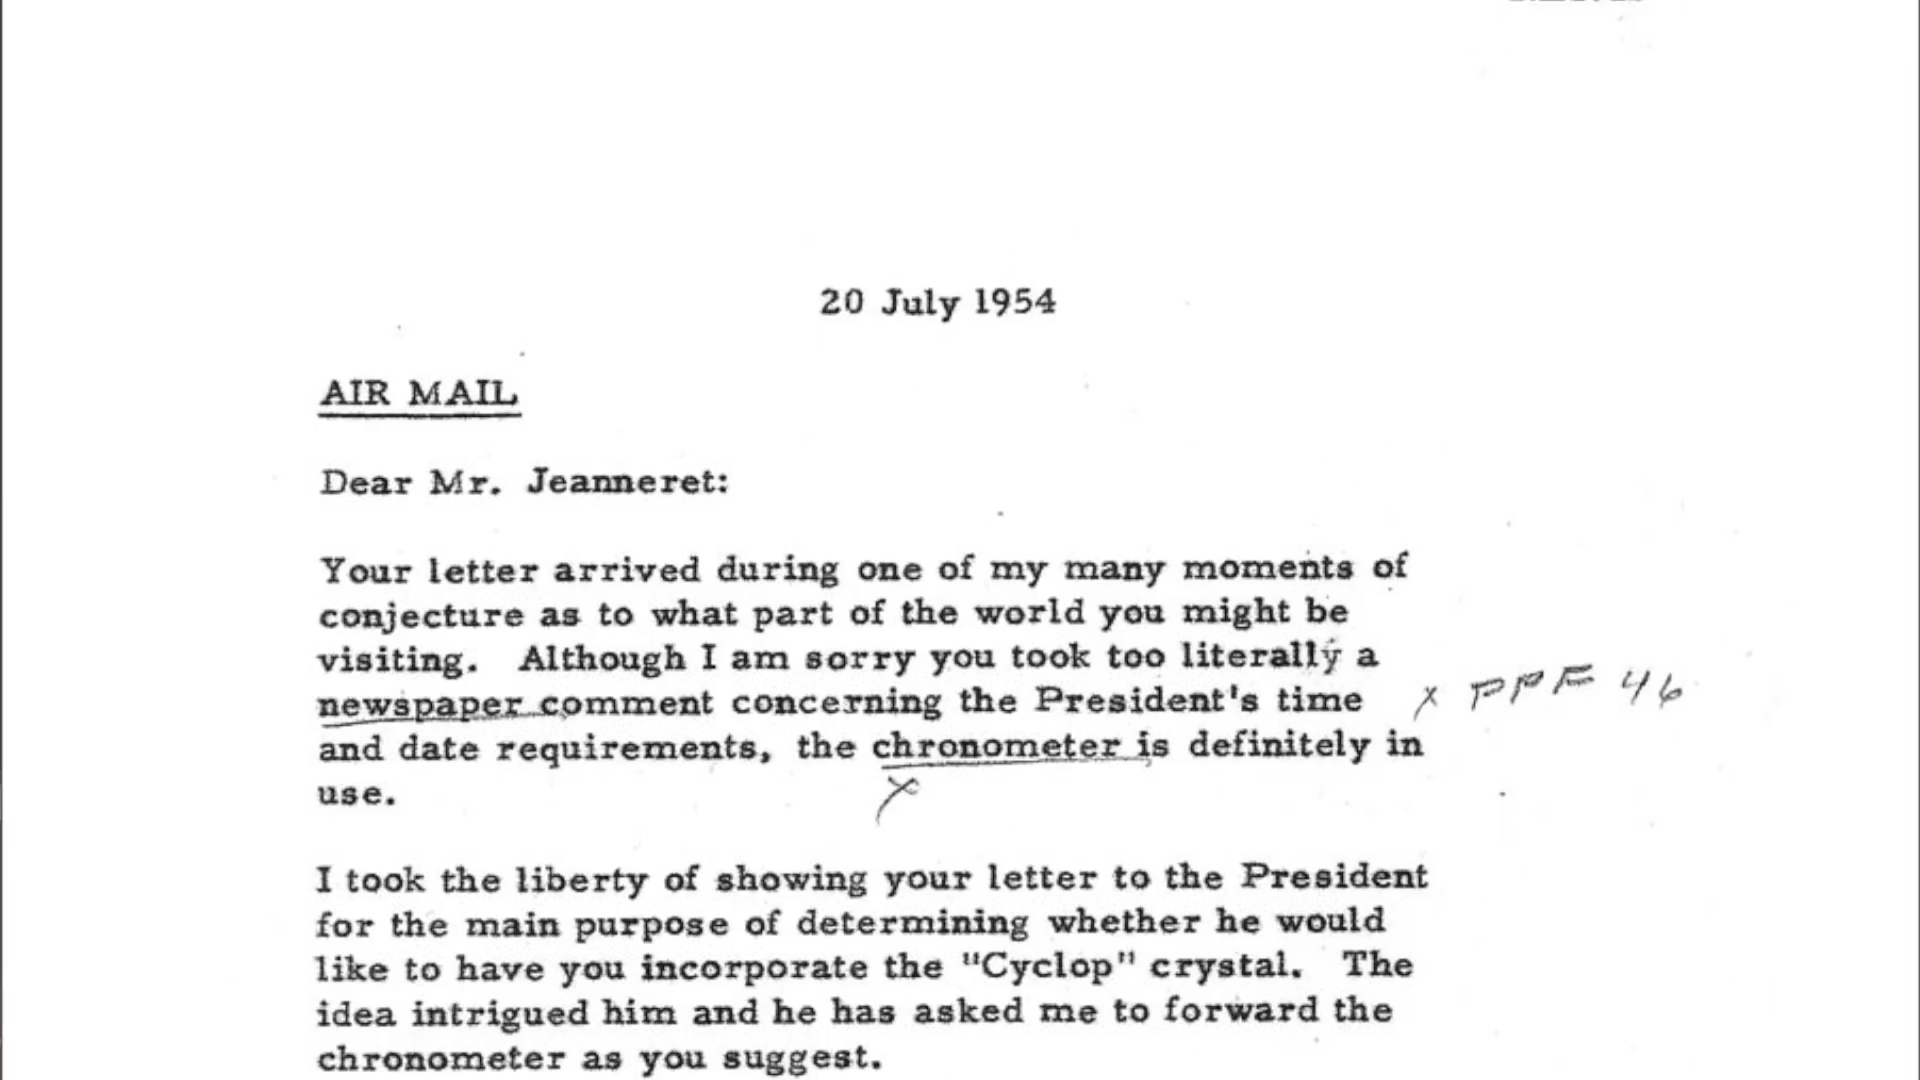 20 July 1954
AIR MAIL
Dear Mr. Jeanneret:
Your letter arrived during one of my many moments of
conjecture as to what part of the world you might be
visiting. Although I am sorry you took too literally a
newspaper comment concerning the President's time x PPF 46
and date requirements, the chronometer is definitely in
x
use.
I took the liberty of showing your letter to the President
for the main purpose of determining whether he would
like to have you incorporate the "Cyclop" crystal. The
idea intrigued him and he has asked me to forward the
chronometer as you suggest.